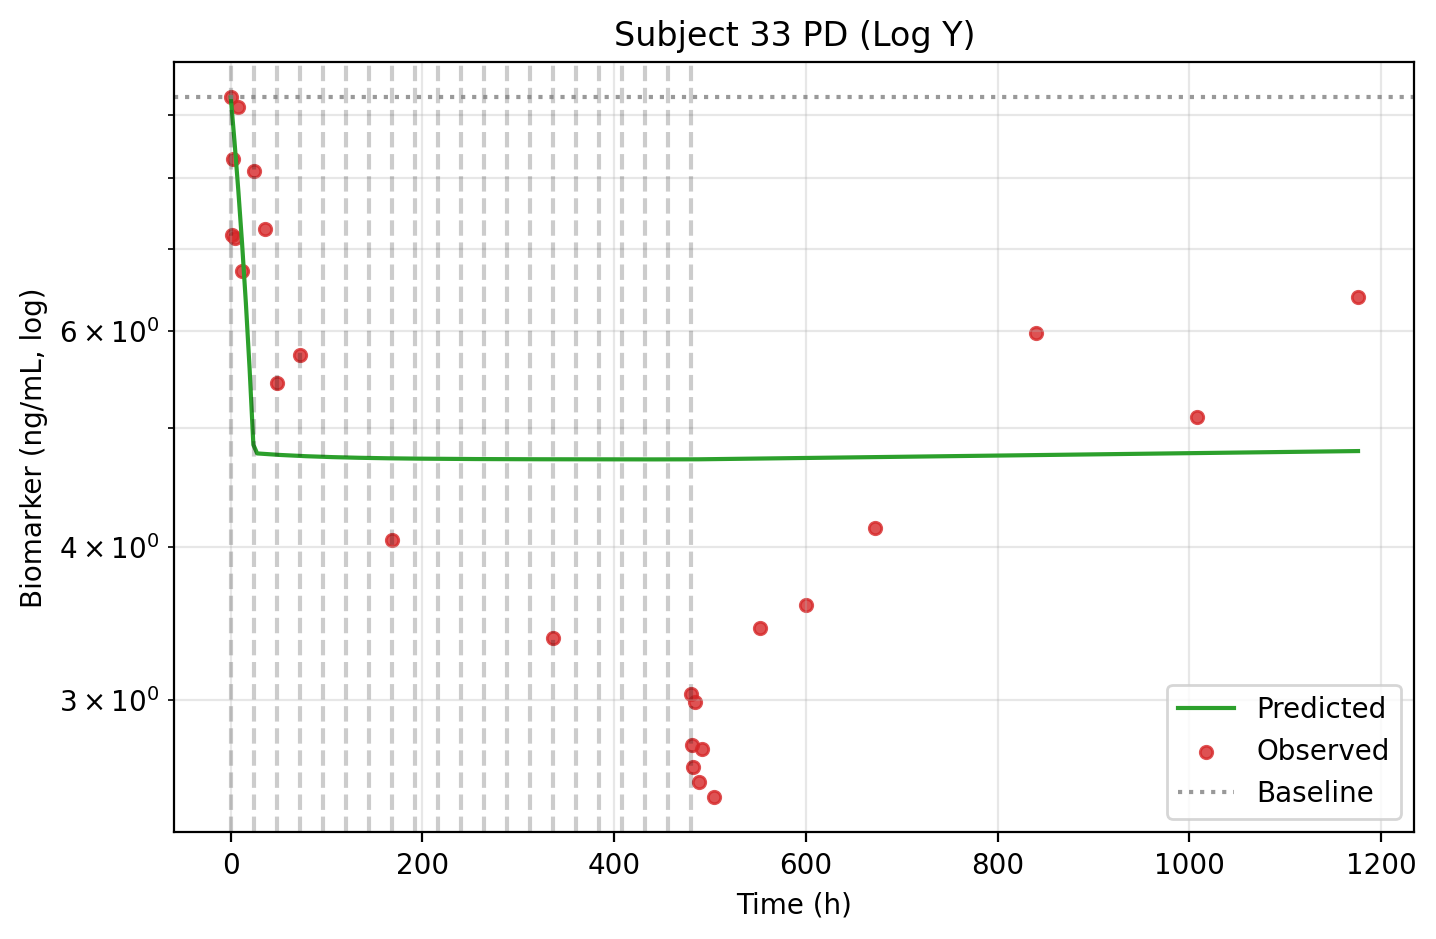 Subject 33 PD (Log Y)
Biomarker (ng/mL, log)
6 × 10⁰
4 × 10⁰
3 × 10⁰
Predicted
Observed
Baseline
0 200 400 600 800 1000 1200
Time (h)